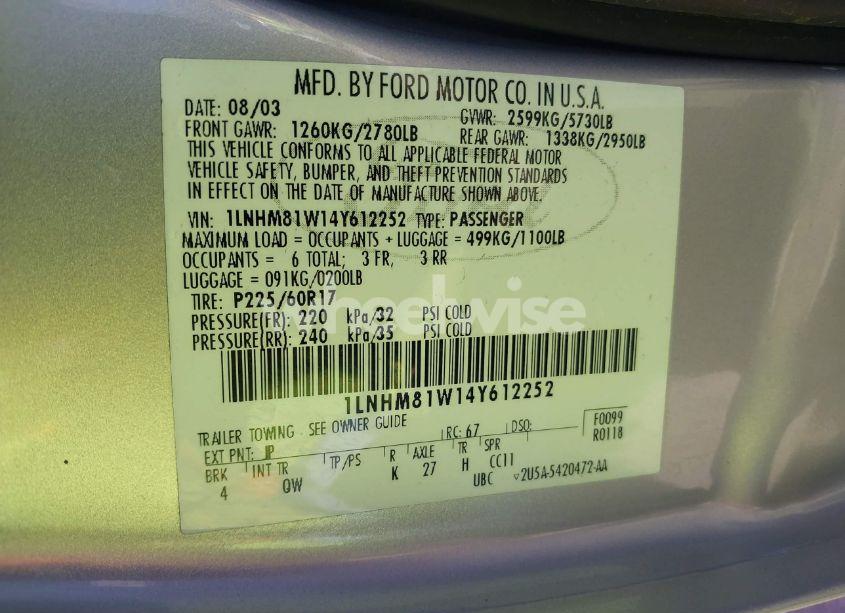 MFD. BY FORD MOTOR CO. IN U.S.A.
DATE: 08/03 GVWR: 2599KG/5730LB
FRONT GAWR: 1260KG/2780LB REAR GAWR: 1338KG/2950LB
THIS VEHICLE CONFORMS TO ALL APPLICABLE FEDERAL MOTOR
VEHICLE SAFETY, BUMPER, AND THEFT PREVENTION STANDARDS
IN EFFECT ON THE DATE OF MANUFACTURE SHOWN ABOVE.
VIN: 1LNHM81W14Y612252 TYPE: PASSENGER
MAXIMUM LOAD = OCCUPANTS + LUGGAGE = 499KG/1100LB
OCCUPANTS = 6 TOTAL; 3 FR, 3 RR
LUGGAGE = 091KG/0200LB
TIRE: P225/60R17
PRESSURE(FR): 220 kPa/32 PSI COLD
PRESSURE(RR): 240 kPa/35 PSI COLD
1LNHM81W14Y612252
TRAILER TOWING - SEE OWNER GUIDE RC: 67 DSO: F0099
EXT PNT: JP R0118
BRK INT TR TP/PS R AXLE TR SPR
4 OW K 27 H CC11
UBC ▽2U5A-5420472-AA